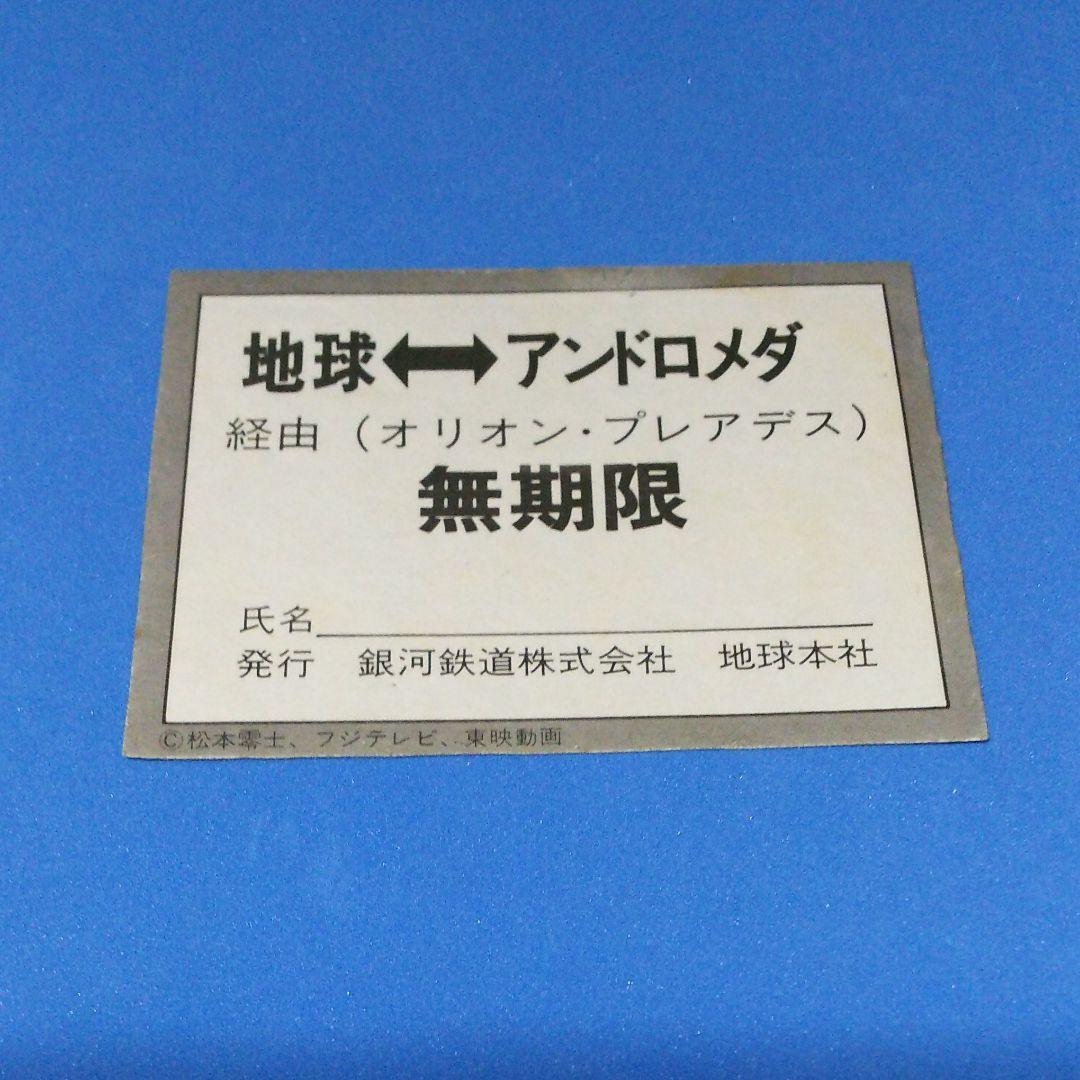 地球↔アンドロメダ
経由（オリオン・プレアデス）
無期限
氏名
発行 銀河鉄道株式会社 地球本社
©松本零士、フジテレビ、東映動画